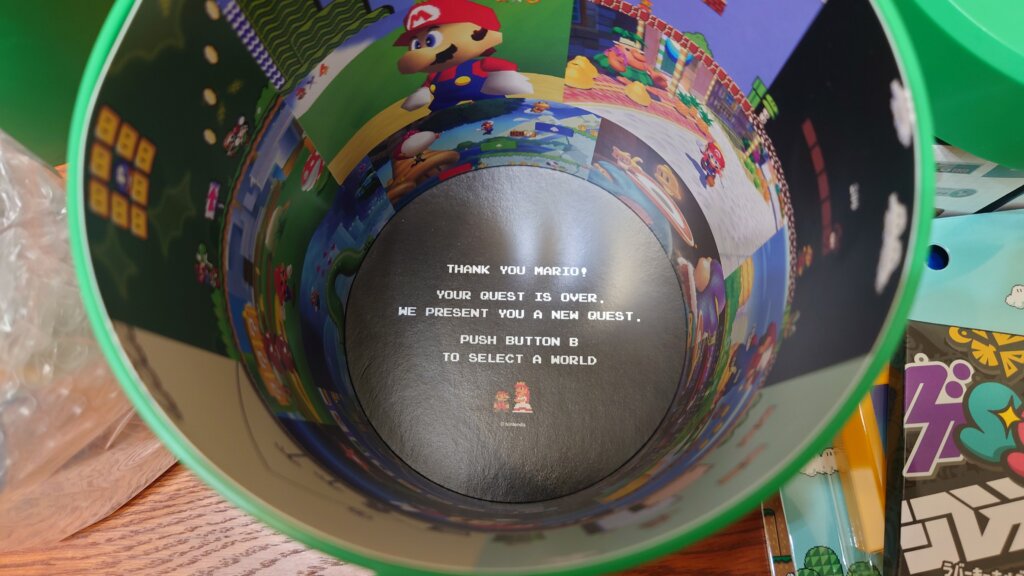 THANK YOU MARIO!
YOUR QUEST IS OVER.
WE PRESENT YOU A NEW QUEST.
PUSH BUTTON B
TO SELECT A WORLD
© Nintendo